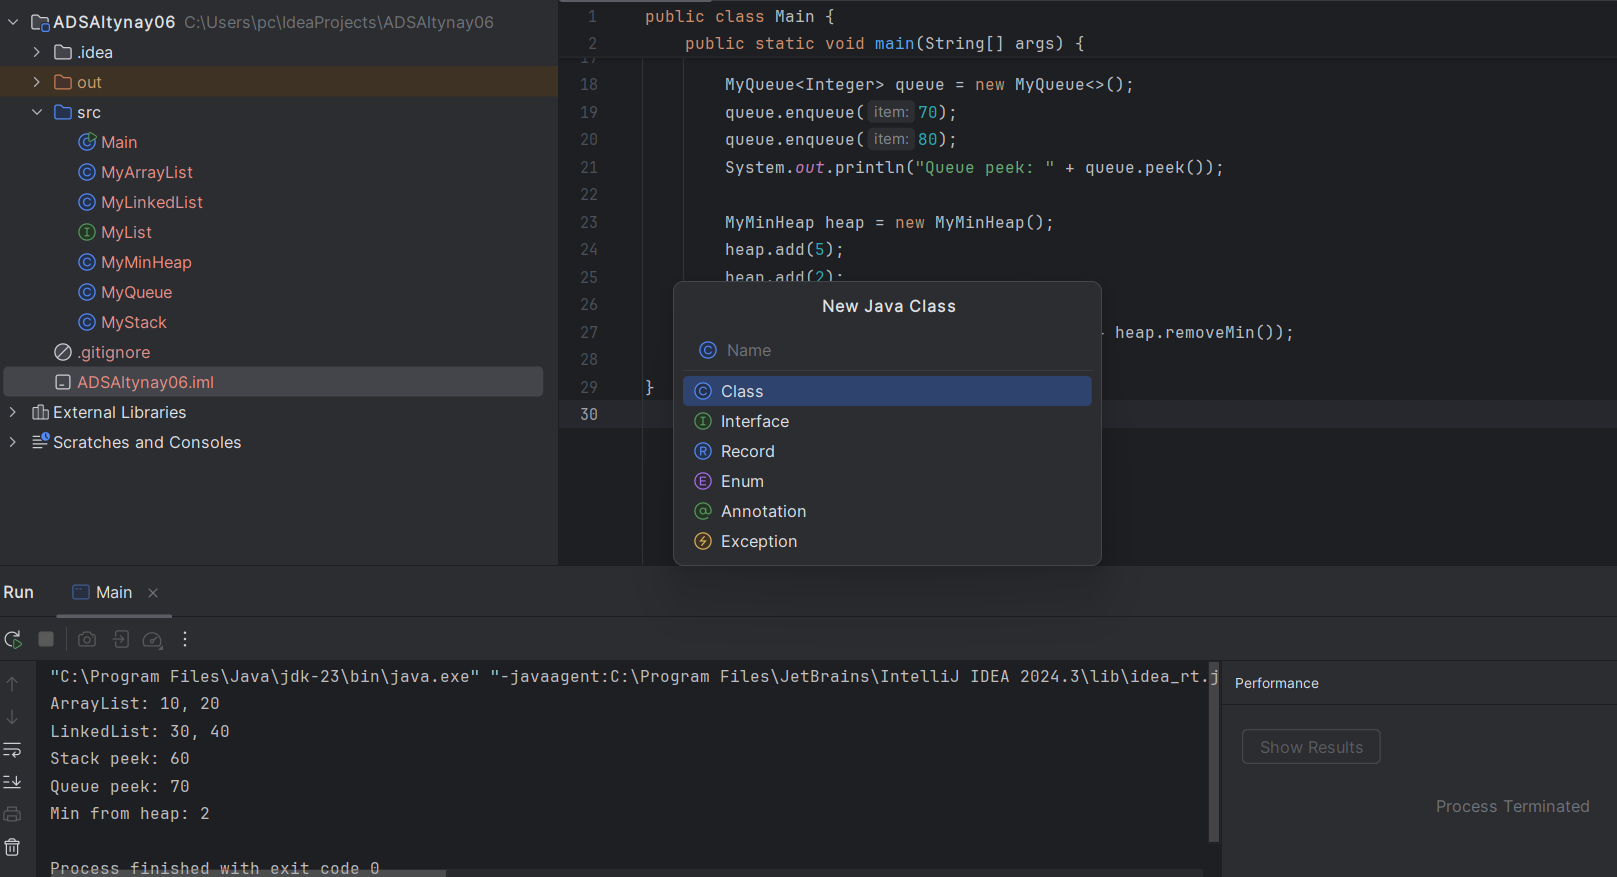 ADSAltynay06 C:\Users\pc\IdeaProjects\ADSAltynay06
.idea
out
src
Main
MyArrayList
MyLinkedList
MyList
MyMinHeap
MyQueue
MyStack
.gitignore
ADSAltynay06.iml
External Libraries
Scratches and Consoles
1 public class Main {
2 public static void main(String[] args) {
17
18 MyQueue<Integer> queue = new MyQueue<>();
19 queue.enqueue( item: 70);
20 queue.enqueue( item: 80);
21 System.out.println("Queue peek: " + queue.peek());
22
23 MyMinHeap heap = new MyMinHeap();
24 heap.add(5);
25 heap.add(2);
26
27 heap.removeMin());
28
29 }
30
New Java Class
Name
Class
Interface
Record
Enum
Annotation
Exception
Run Main
"C:\Program Files\Java\jdk-23\bin\java.exe" "-javaagent:C:\Program Files\JetBrains\IntelliJ IDEA 2024.3\lib\idea_rt.j
ArrayList: 10, 20
LinkedList: 30, 40
Stack peek: 60
Queue peek: 70
Min from heap: 2
Process finished with exit code 0
Performance
Show Results
Process Terminated